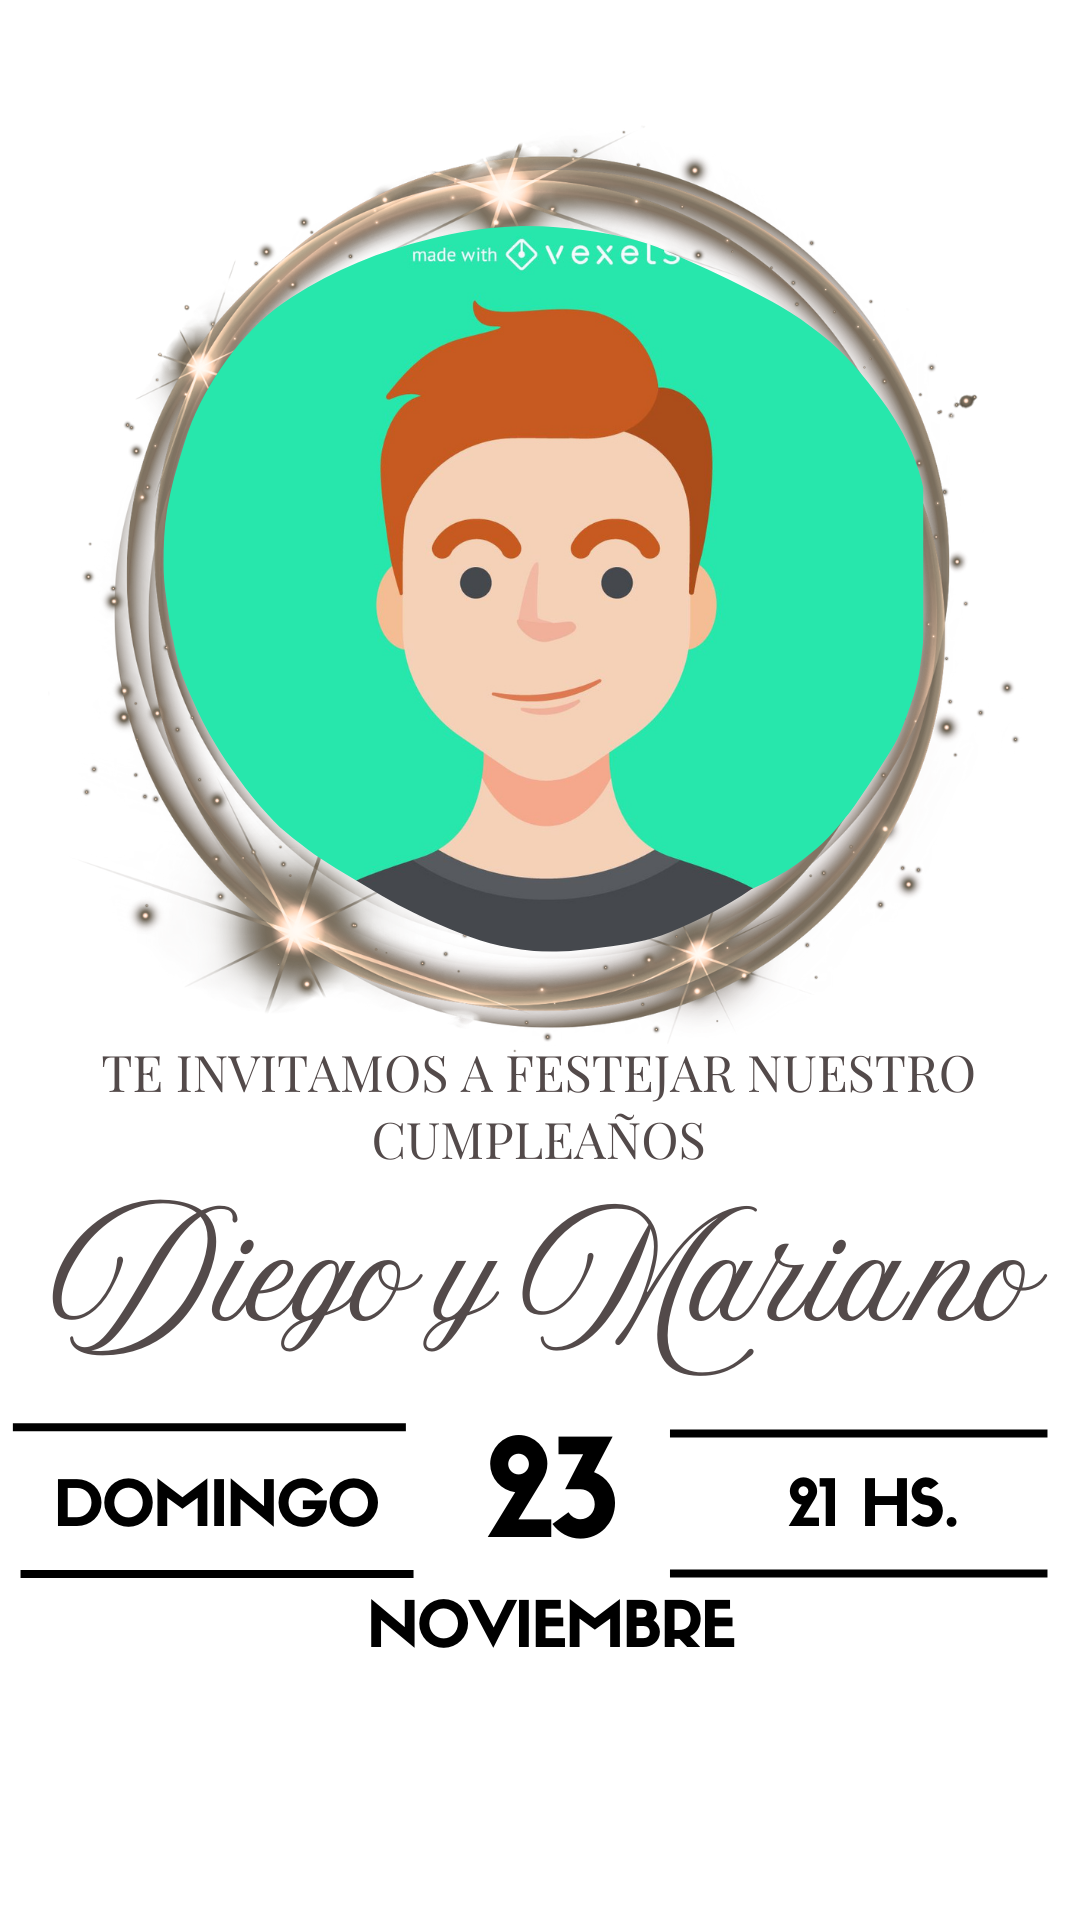 made with vexels
TE INVITAMOS A FESTEJAR NUESTRO
CUMPLEAÑOS
Diego y Mariano
DOMINGO
23
21 HS.
NOVIEMBRE